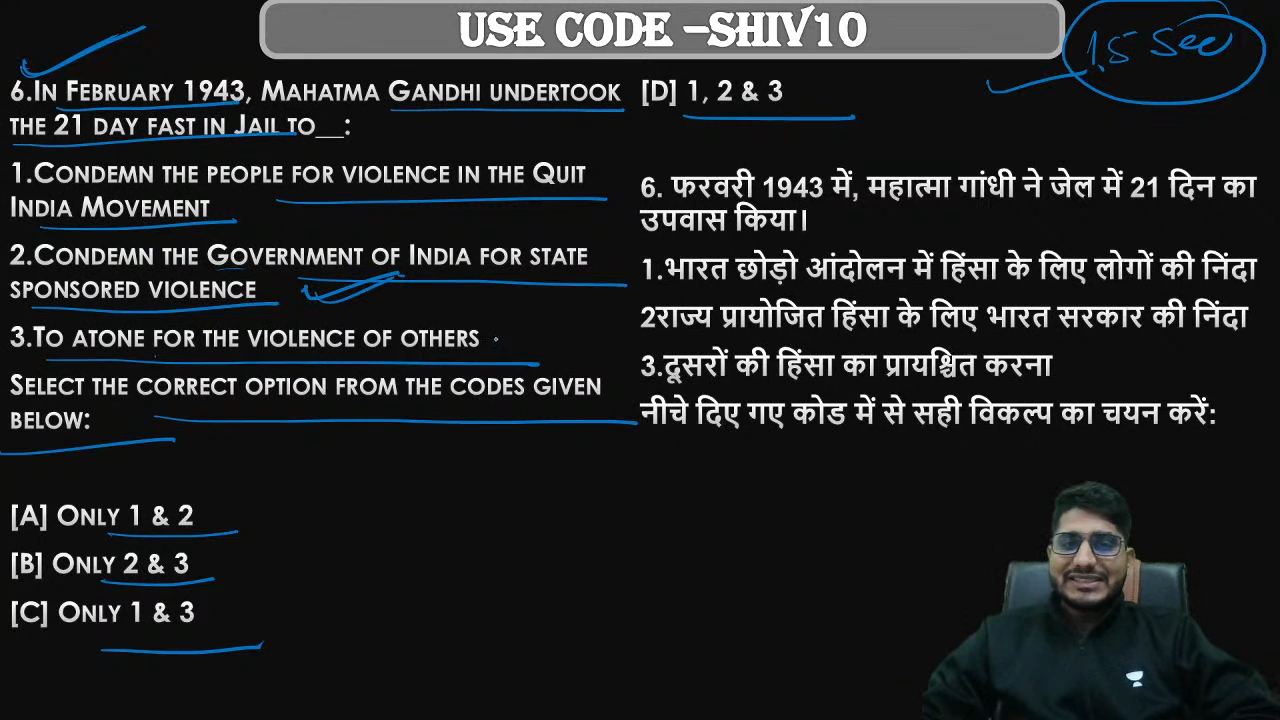 USE CODE –SHIV10
15 sec
6.In February 1943, Mahatma Gandhi undertook
the 21 day fast in Jail to__:
1.Condemn the people for violence in the Quit
India Movement
2.Condemn the Government of India for state
sponsored violence
3.To atone for the violence of others
Select the correct option from the codes given
below:
[A] Only 1 & 2
[B] Only 2 & 3
[C] Only 1 & 3
[D] 1, 2 & 3
6. फरवरी 1943 में, महात्मा गांधी ने जेल में 21 दिन का
उपवास किया।
1.भारत छोड़ो आंदोलन में हिंसा के लिए लोगों की निंदा
2राज्य प्रायोजित हिंसा के लिए भारत सरकार की निंदा
3.दूसरों की हिंसा का प्रायश्चित करना
नीचे दिए गए कोड में से सही विकल्प का चयन करें: